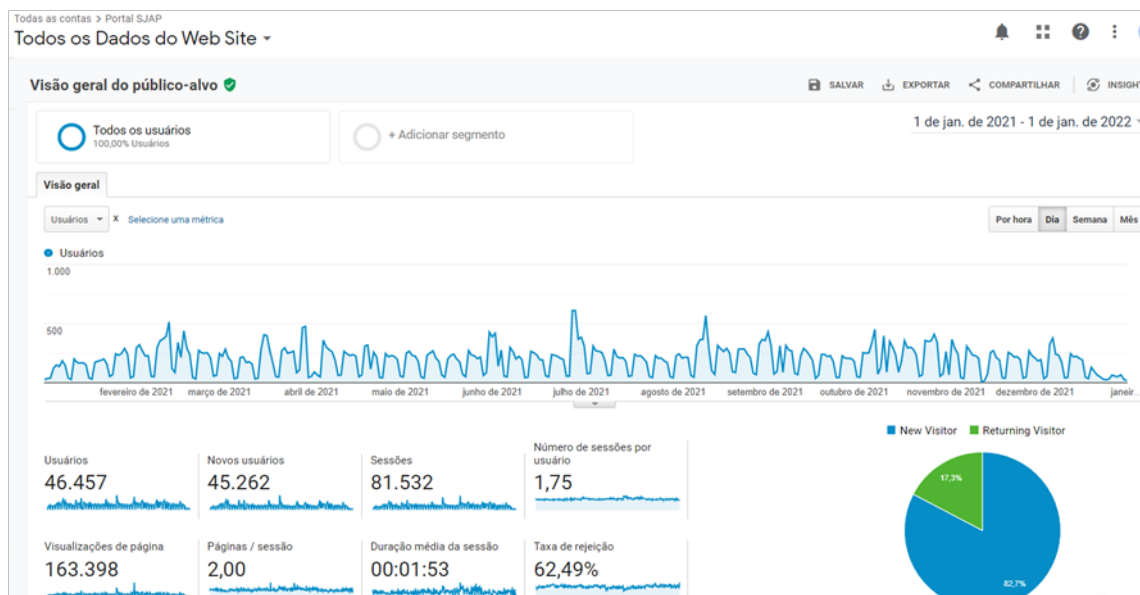 Todas as contas > Portal SJAP
Todos os Dados do Web Site
Visão geral do público-alvo
SALVAR
EXPORTAR
COMPARTILHAR
Todos os usuários
100,00% Usuários
+ Adicionar segmento
1 de jan. de 2021 - 1 de jan. de 2022
Visão geral
Usuários
X
Selecione uma métrica
Por hora
Dia
Semana
Mês
Usuários
1.000
500
fevereiro de 2021
março de 2021
abril de 2021
maio de 2021
junho de 2021
julho de 2021
agosto de 2021
setembro de 2021
outubro de 2021
novembro de 2021
dezembro de 2021
janeir...
New Visitor
Returning Visitor
Usuários
46.457
Novos usuários
45.262
Sessões
81.532
Número de sessões por
usuário
1,75
17,3%
82,7%
Visualizações de página
163.398
Páginas / sessão
2,00
Duração média da sessão
00:01:53
Taxa de rejeição
62,49%